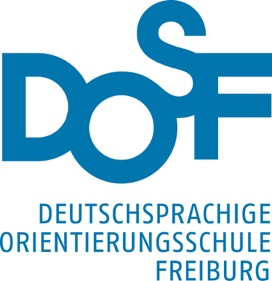 DOSF
DEUTSCHSPRACHIGE
ORIENTIERUNGSSCHULE
FREIBURG